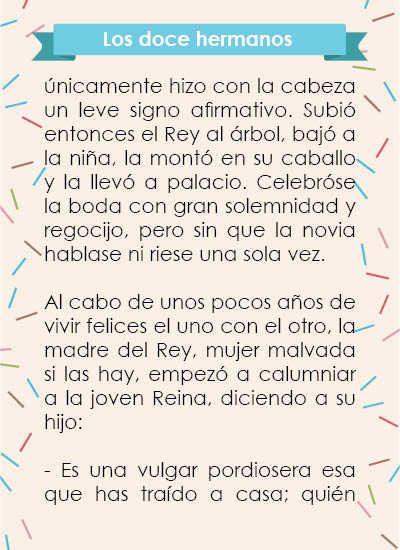 Los doce hermanos
únicamente hizo con la cabeza
un leve signo afirmativo. Subió
entonces el Rey al árbol, bajó a
la niña, la montó en su caballo
y la llevó a palacio. Celebróse
la boda con gran solemnidad y
regocijo, pero sin que la novia
hablase ni riese una sola vez.
Al cabo de unos pocos años de
vivir felices el uno con el otro, la
madre del Rey, mujer malvada
si las hay, empezó a calumniar
a la joven Reina, diciendo a su
hijo:
- Es una vulgar pordiosera esa
que has traído a casa; quién